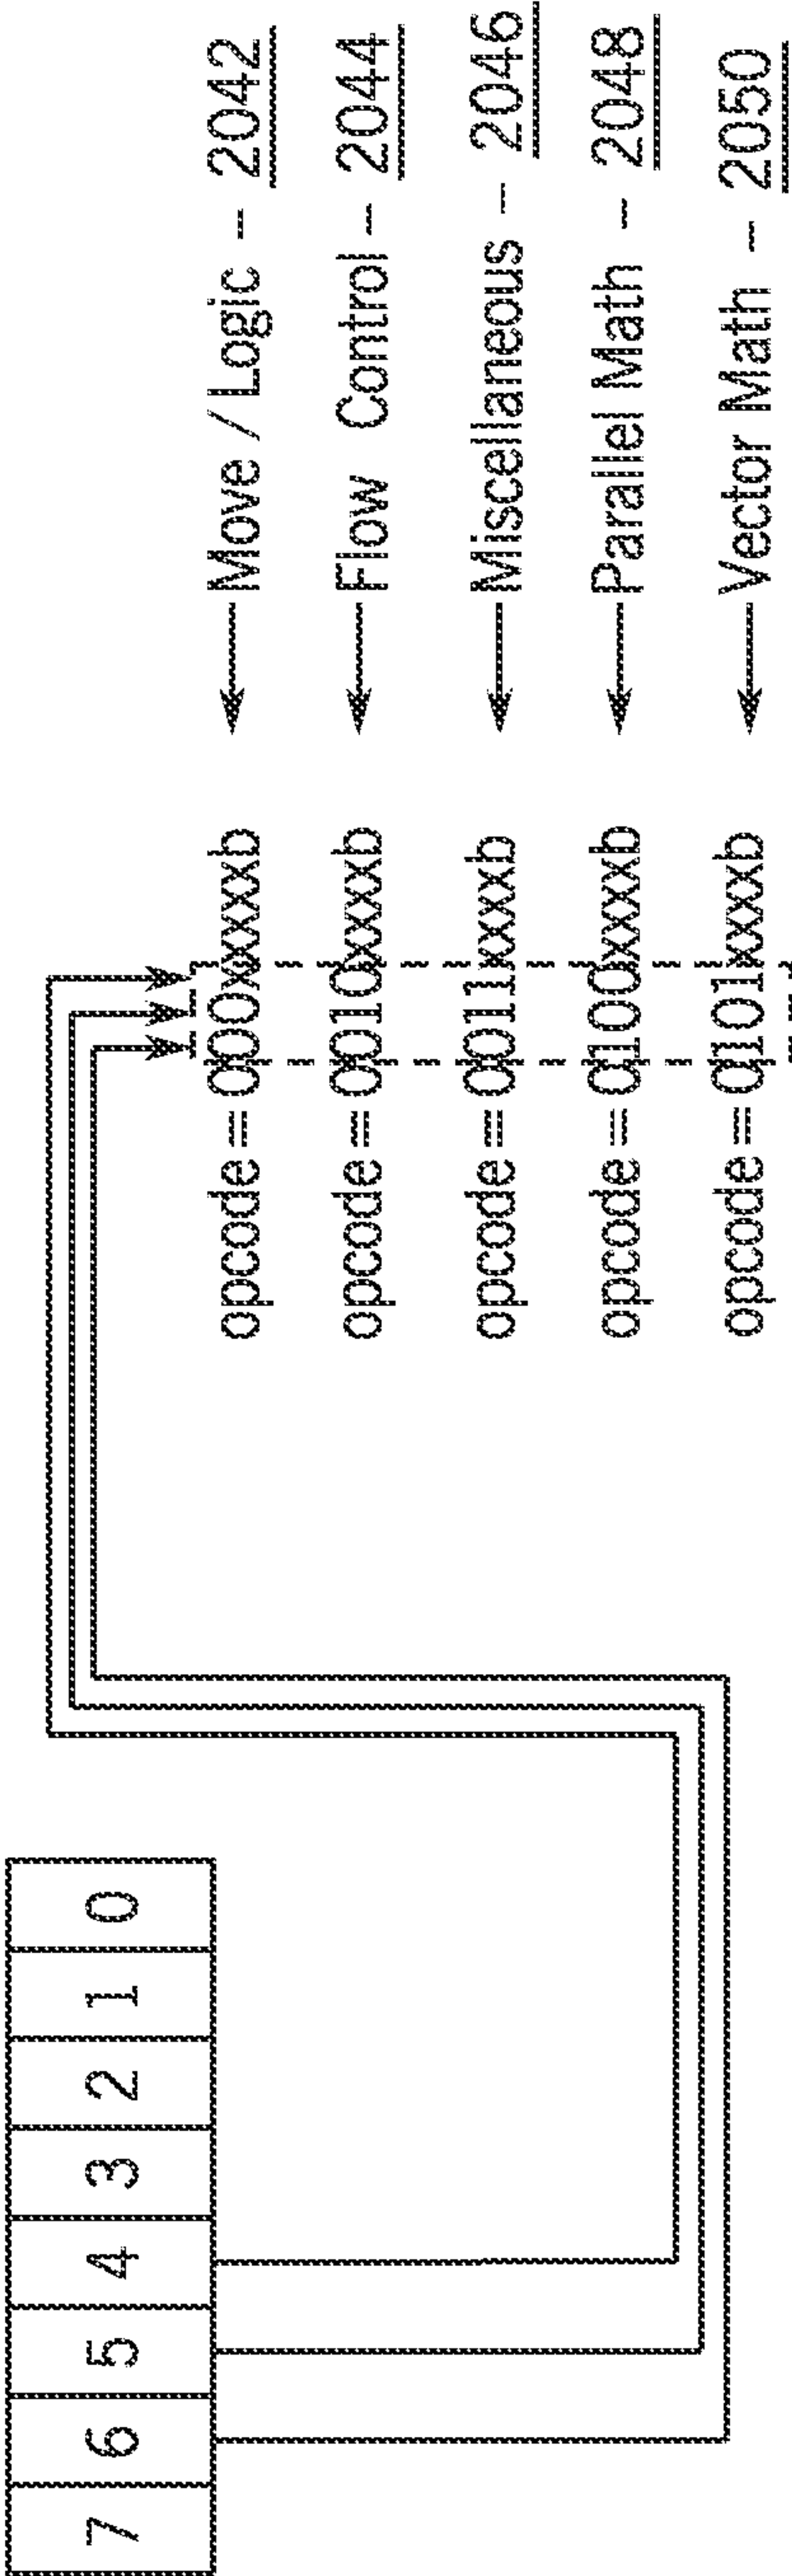 7 6 5 4 3 2 1 0
opcode = 000xxxxxb Move / Logic – 2042
opcode = 0010xxxxb Flow Control – 2044
opcode = 0011xxxxb Miscellaneous – 2046
opcode = 0100xxxxb Parallel Math – 2048
opcode = 0101xxxxb Vector Math – 2050